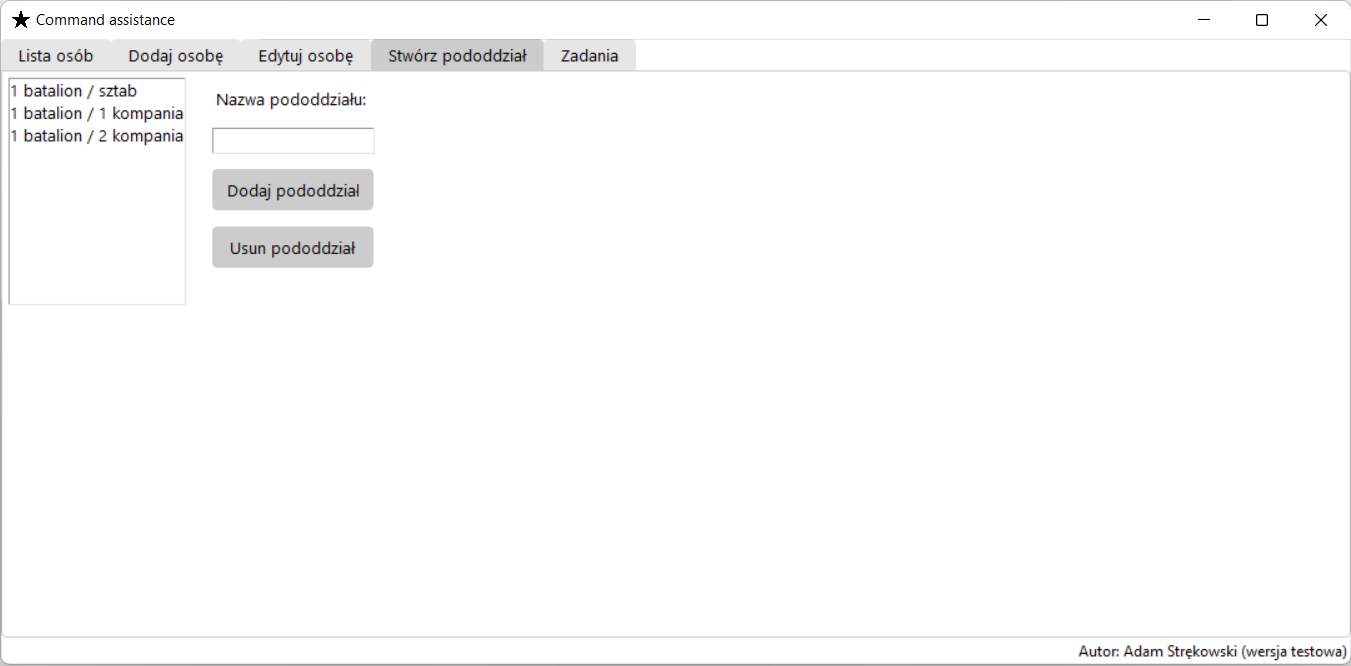 Command assistance
Lista osób
Dodaj osobę
Edytuj osobę
Stwórz pododdział
Zadania
1 batalion / sztab
1 batalion / 1 kompania
1 batalion / 2 kompania
Nazwa pododdziału:
Dodaj pododdział
Usun pododdział
Autor: Adam Strękowski (wersja testowa)